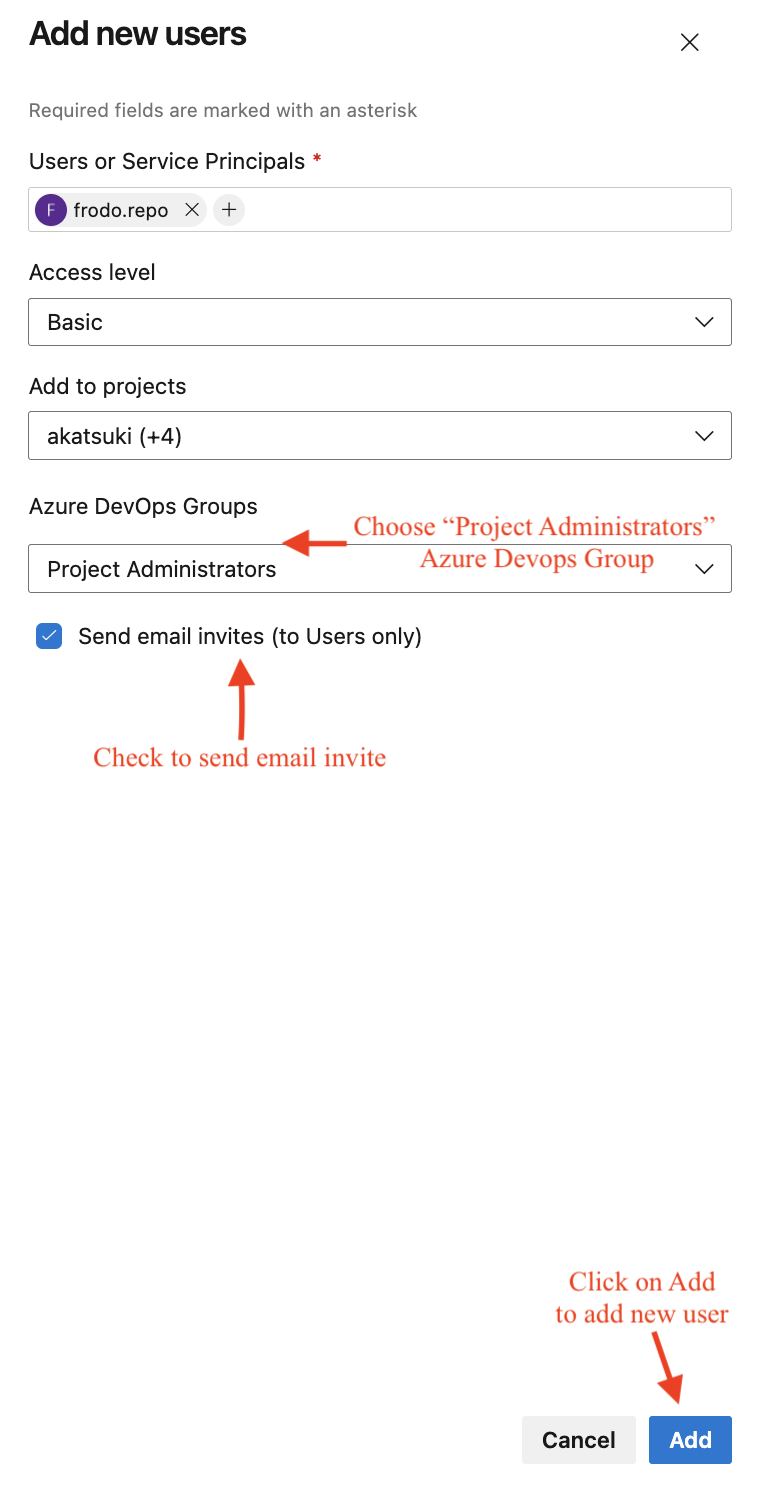 Add new users
Required fields are marked with an asterisk
Users or Service Principals *
F frodo.repo
Access level
Basic
Add to projects
akatsuki (+4)
Azure DevOps Groups
Choose “Project Administrators”
Azure Devops Group
Project Administrators
Send email invites (to Users only)
Check to send email invite
Click on Add
to add new user
Cancel
Add